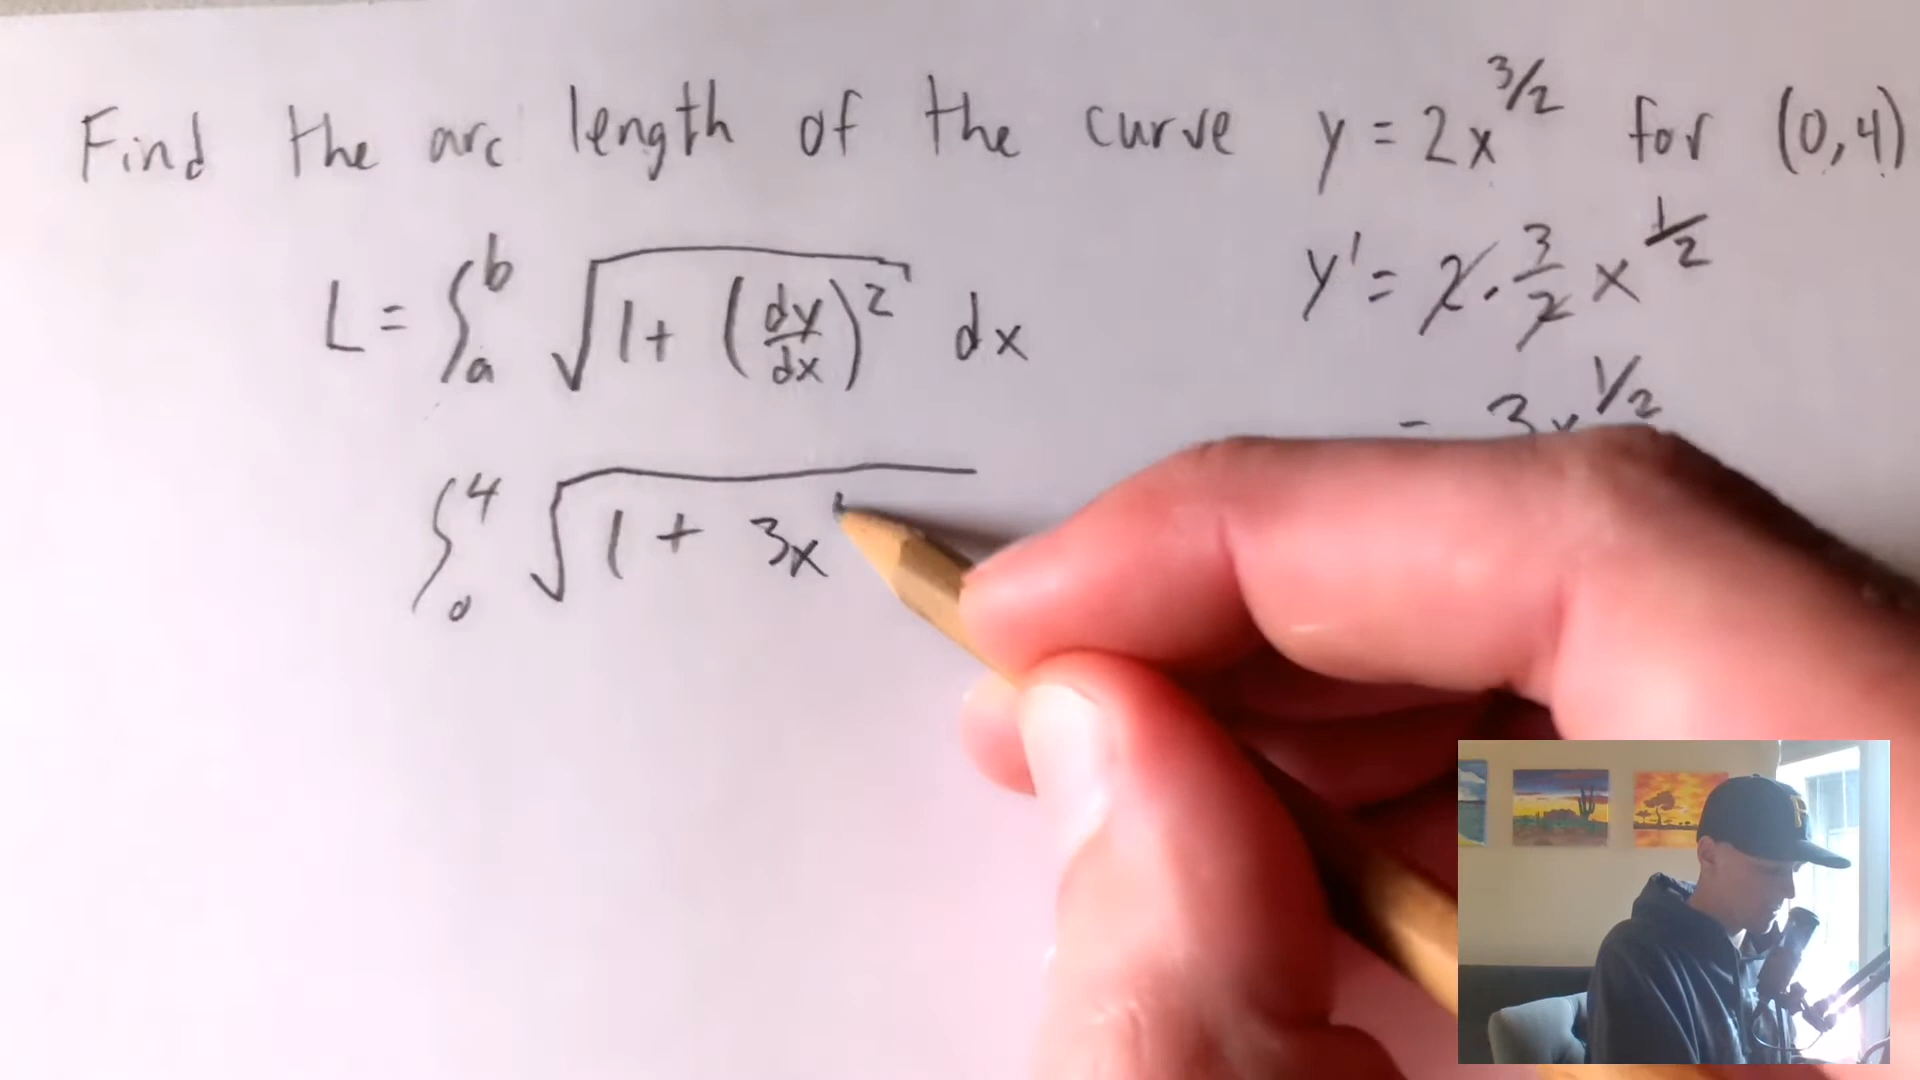 Find the arc length of the curve y = 2x^{3/2} for (0,4)
L = ∫_a^b √(1 + (dy/dx)^2) dx
y' = 2 · 3/2 x^{1/2}
= 3x^{1/2}
∫_0^4 √(1 + 3x